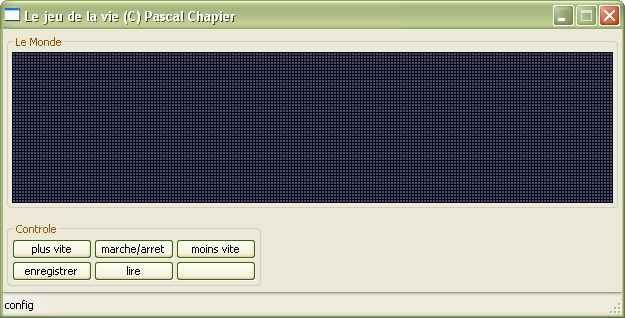 Le jeu de la vie (C) Pascal Chapier
Le Monde
Controle
plus vite marche/arret moins vite
enregistrer lire
config